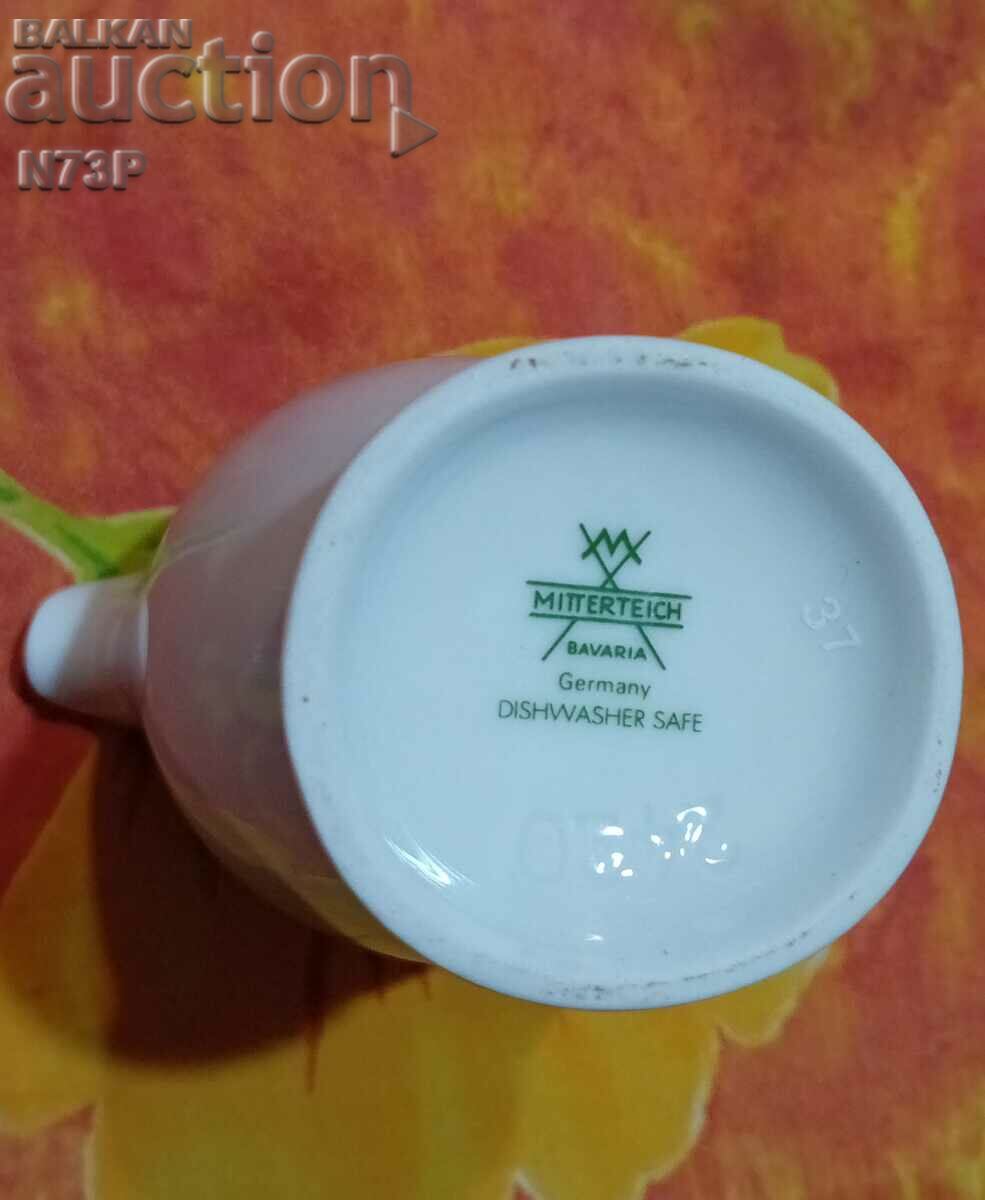 BALKAN
auction
N73P
MITTERTEICH
BAVARIA
Germany
DISHWASHER SAFE
37